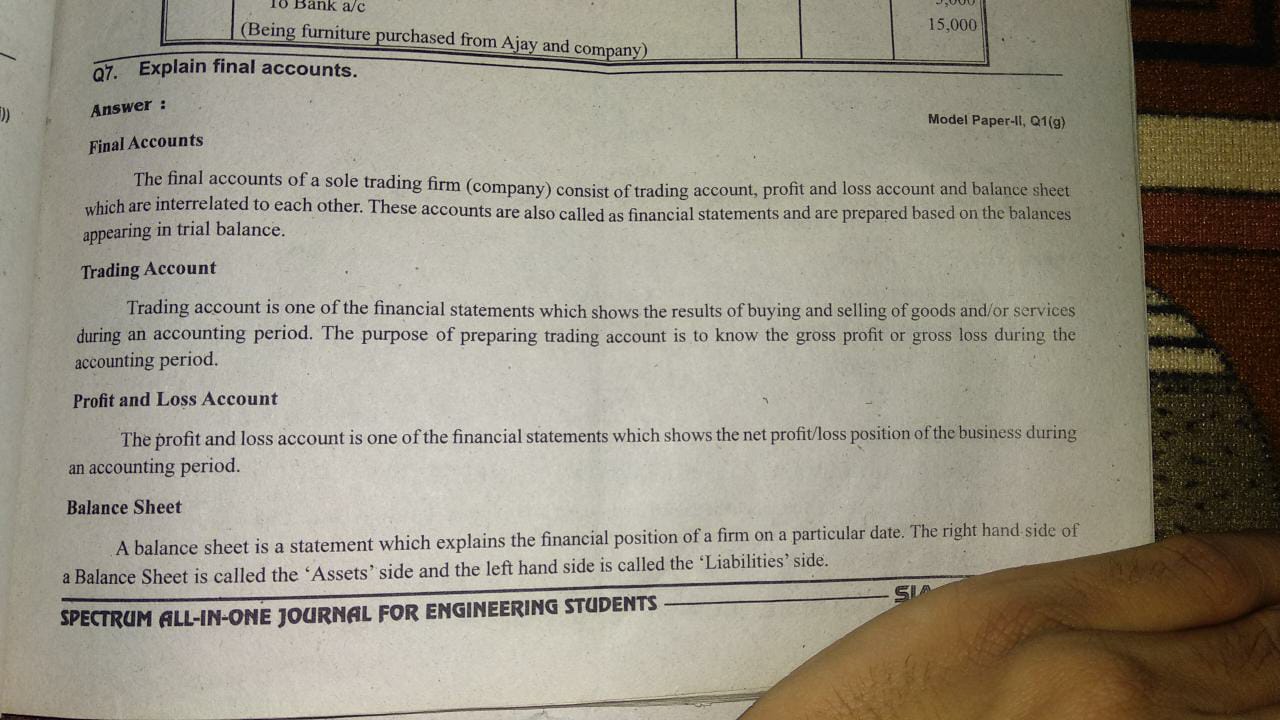 To Bank a/c
15,000
(Being furniture purchased from Ajay and company)
Q7. Explain final accounts.
Answer :
Model Paper-II, Q1(g)
Final Accounts
The final accounts of a sole trading firm (company) consist of trading account, profit and loss account and balance sheet
which are interrelated to each other. These accounts are also called as financial statements and are prepared based on the balances
appearing in trial balance.
Trading Account
Trading account is one of the financial statements which shows the results of buying and selling of goods and/or services
during an accounting period. The purpose of preparing trading account is to know the gross profit or gross loss during the
accounting period.
Profit and Loss Account
The profit and loss account is one of the financial statements which shows the net profit/loss position of the business during
an accounting period.
Balance Sheet
A balance sheet is a statement which explains the financial position of a firm on a particular date. The right hand side of
a Balance Sheet is called the ‘Assets’ side and the left hand side is called the ‘Liabilities’ side.
SPECTRUM ALL-IN-ONE JOURNAL FOR ENGINEERING STUDENTS